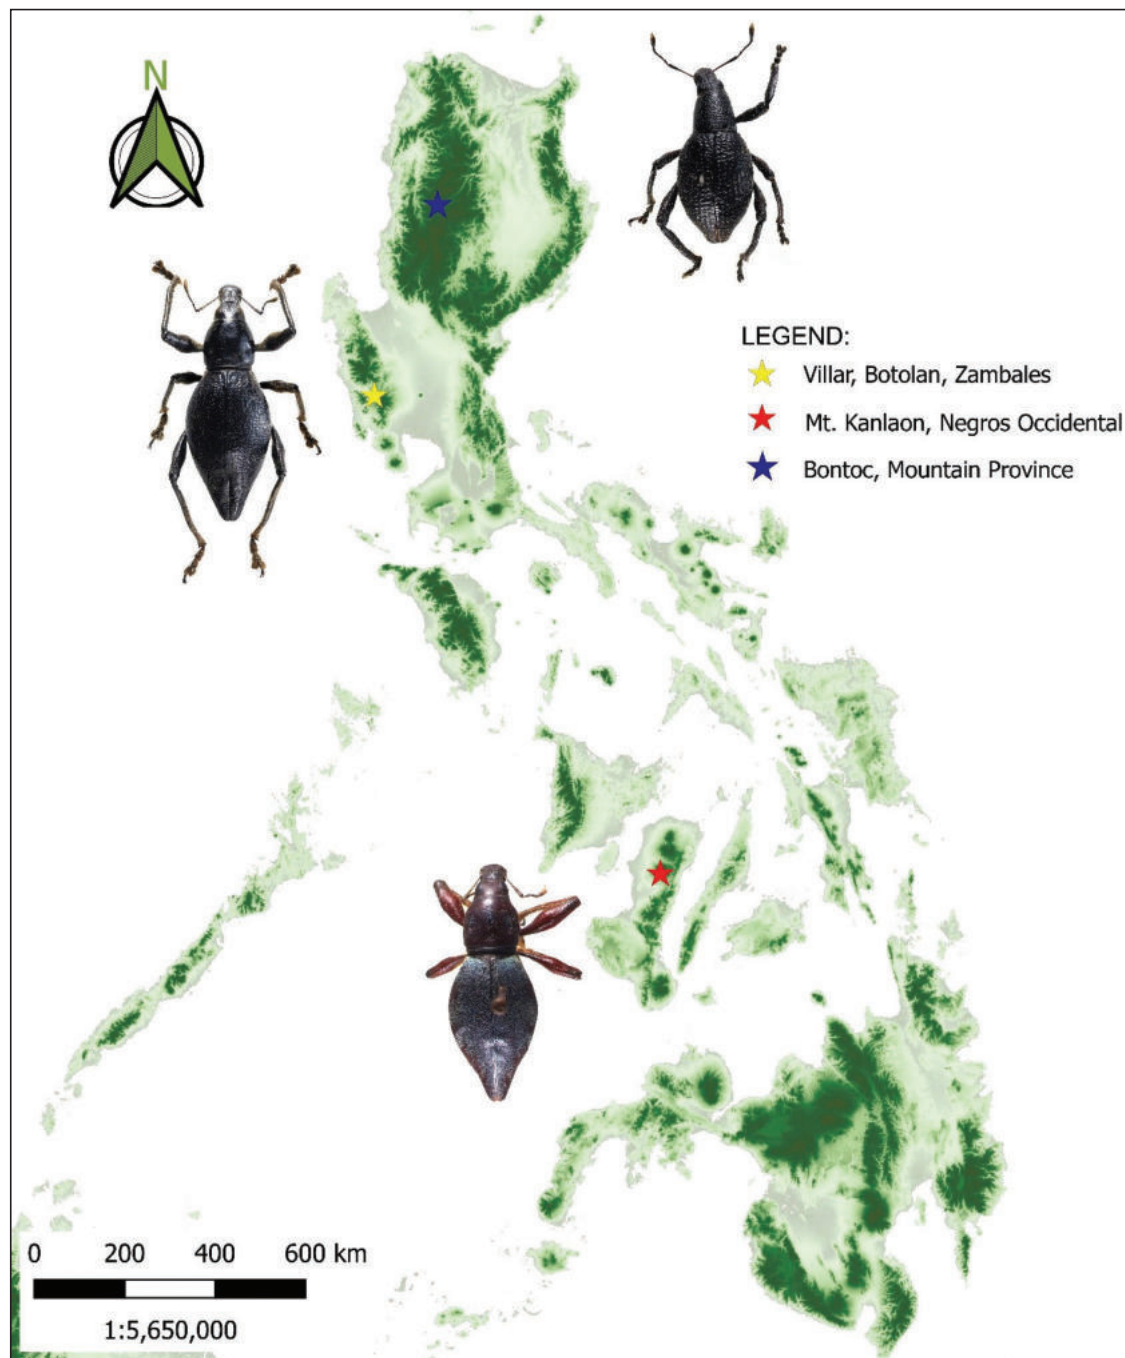 N
LEGEND:
Villar, Botolan, Zambales
Mt. Kanlaon, Negros Occidental
Bontoc, Mountain Province
0 200 400 600 km
1:5,650,000